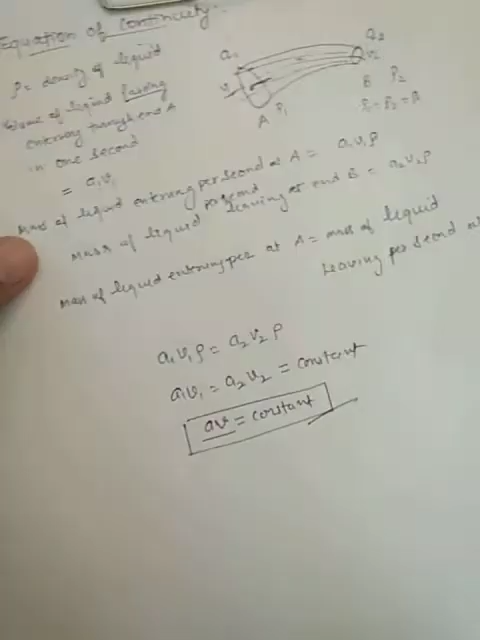 Equation of Continuity:-
ρ = density of liquid
Volume of liquid
entering through end A
in one second
= a₁v₁
a₁
a₂
v₁
v₂
A P₁
B P₂
Mass of liquid entering per second at A = a₁v₁ρ
Mass of liquid per second leaving at end B = a₂v₂ρ
Mass of liquid entering per at A = mass of liquid
leaving per second at
a₁v₁ρ = a₂v₂ρ
a₁v₁ = a₂v₂ = constant
av = constant